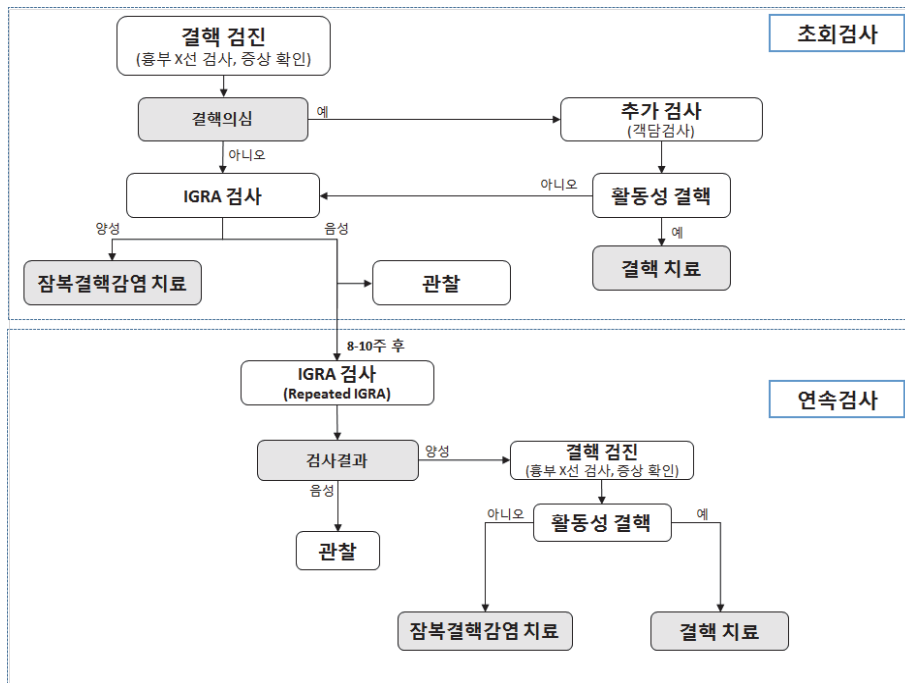 초회검사
결핵 검진
(흉부 X선 검사, 증상 확인)
결핵의심
예
추가 검사
(객담검사)
아니오
IGRA 검사
아니오
활동성 결핵
양성
음성
예
잠복결핵감염 치료
관찰
결핵 치료
8-10주 후
IGRA 검사
(Repeated IGRA)
연속검사
검사결과
양성
결핵 검진
(흉부 X선 검사, 증상 확인)
음성
관찰
아니오
활동성 결핵
예
잠복결핵감염 치료
결핵 치료